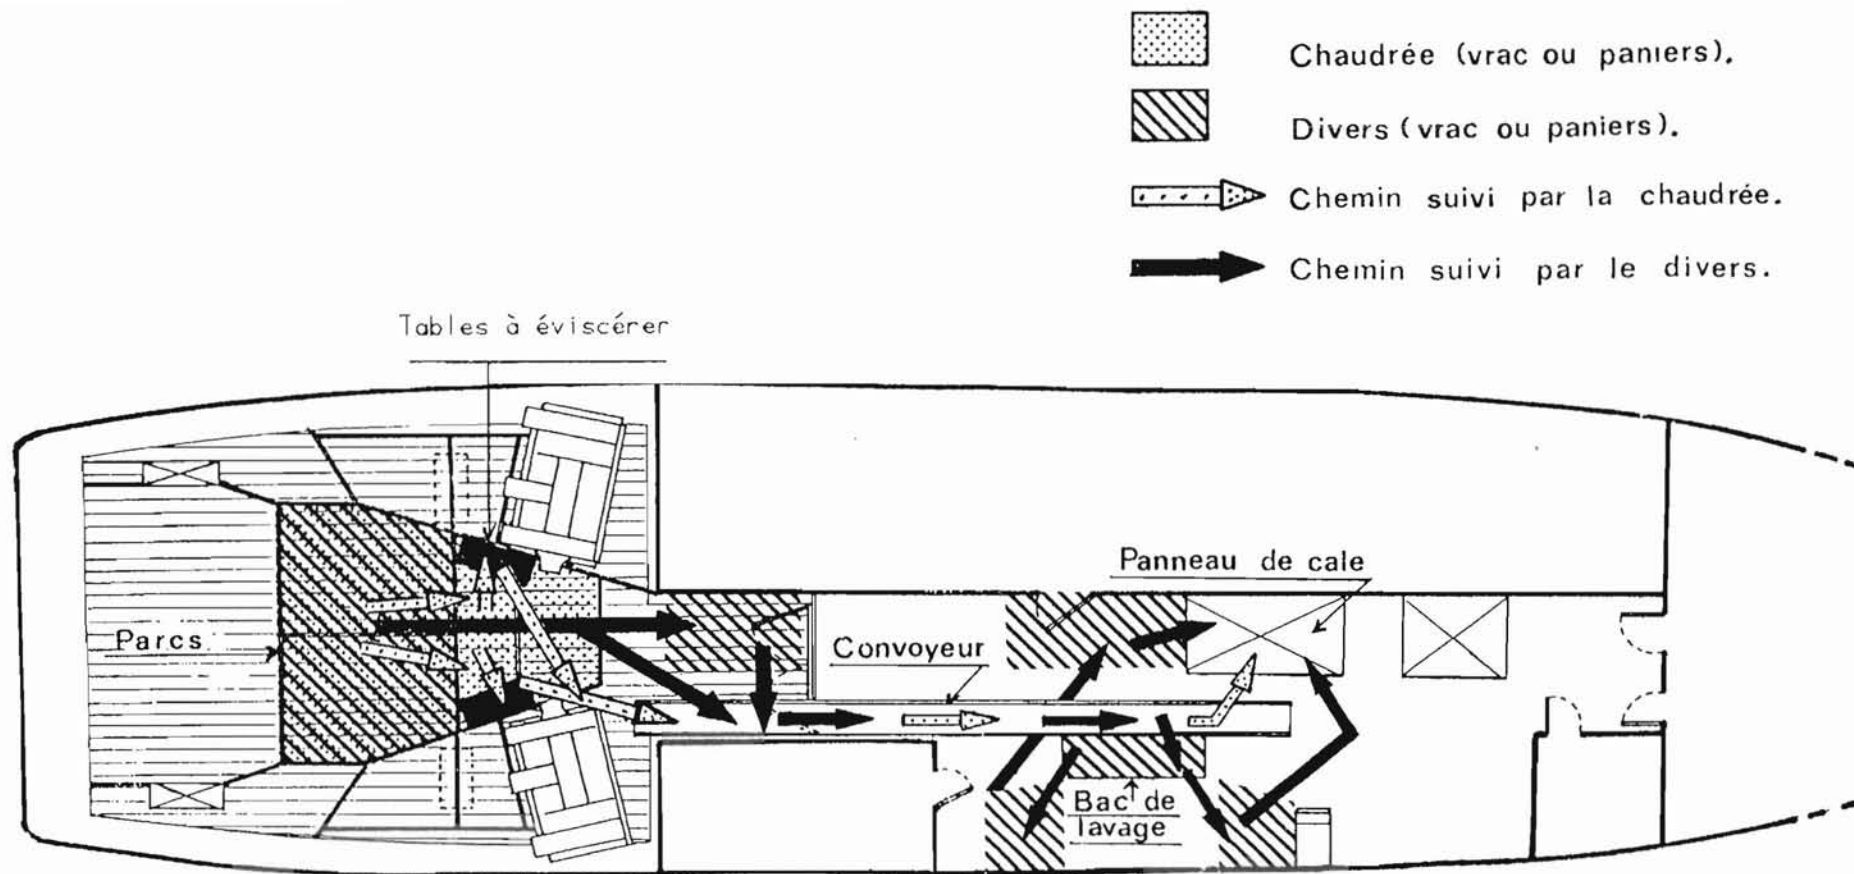 Chaudrée (vrac ou paniers).
Divers (vrac ou paniers).
Chemin suivi par la chaudrée.
Chemin suivi par le divers.
Tables à éviscérer
Panneau de cale
Parcs
Convoyeur
Bac de
lavage